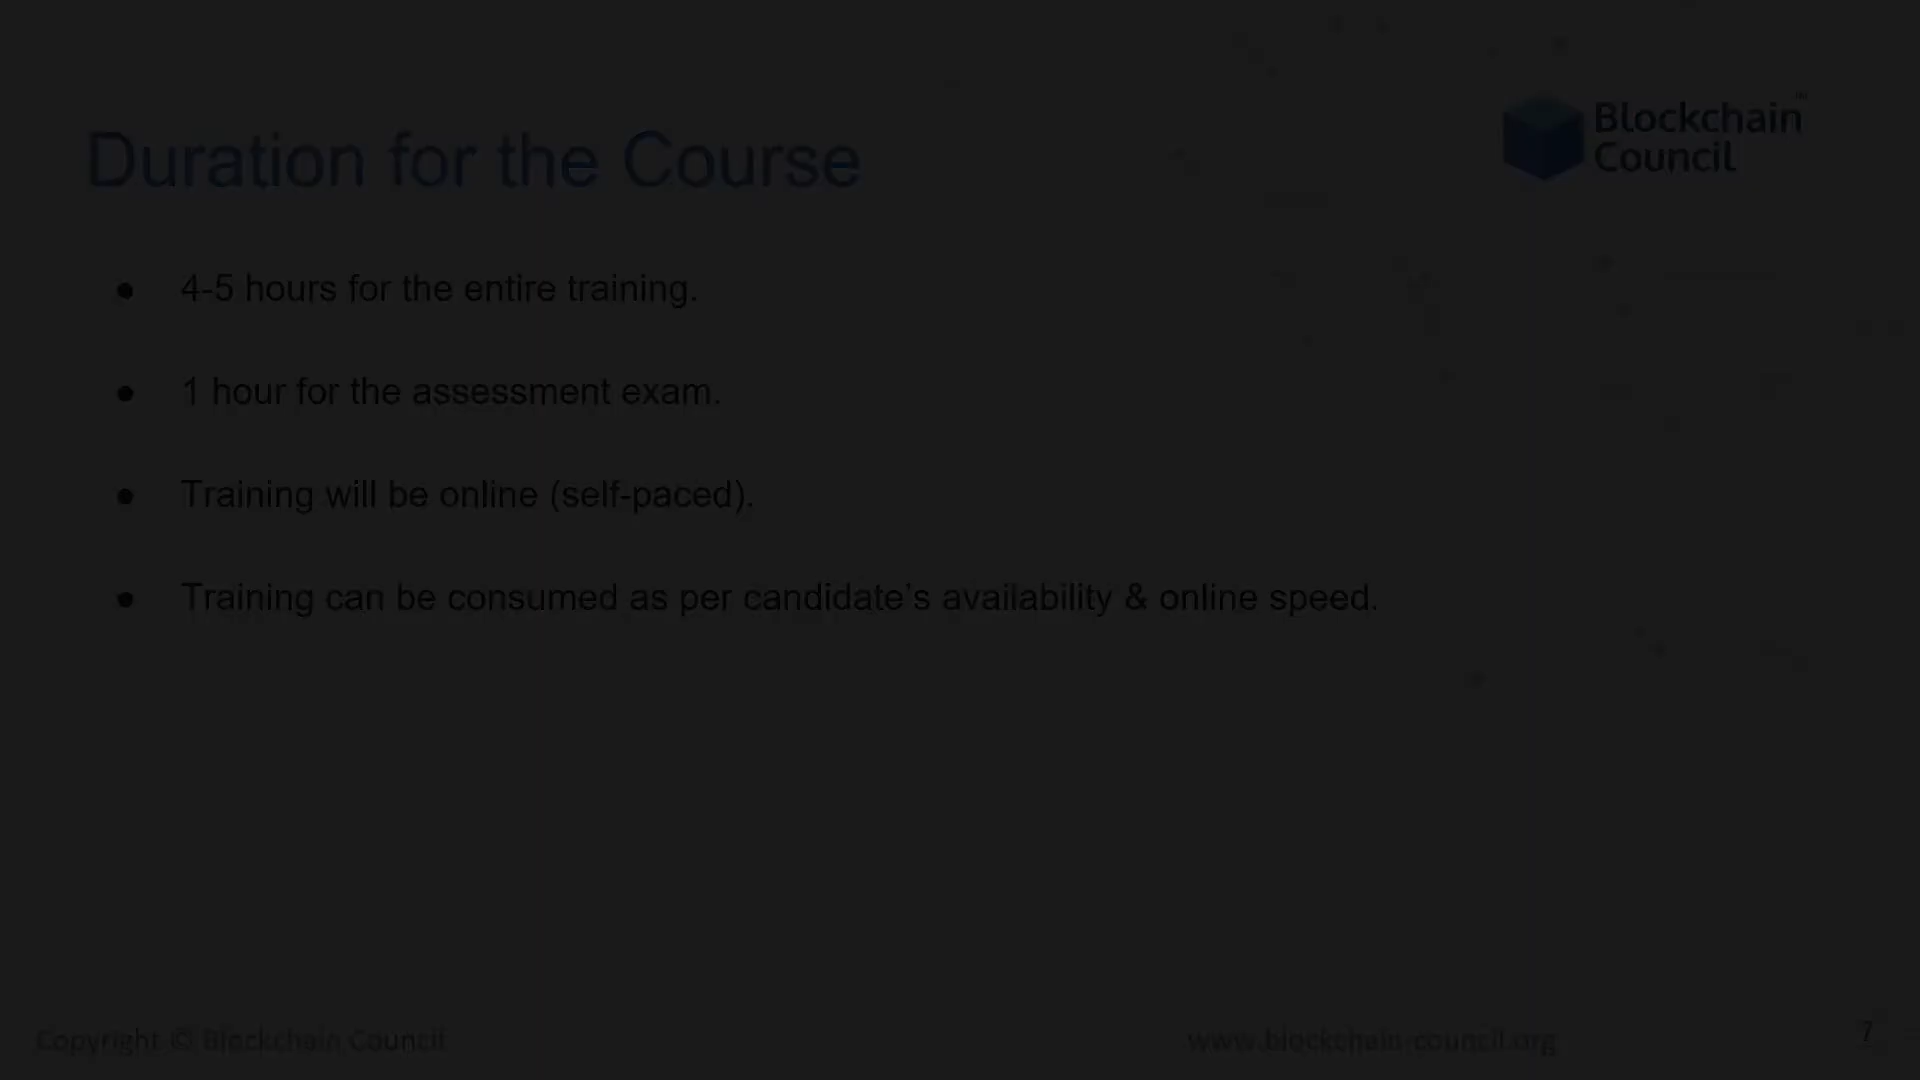 Blockchain™
Council
Duration for the Course
● 4-5 hours for the entire training.
● 1 hour for the assessment exam.
● Training will be online (self-paced).
● Training can be consumed as per candidate’s availability & online speed.
Copyright © Blockchain Council
www.blockchain-council.org
7